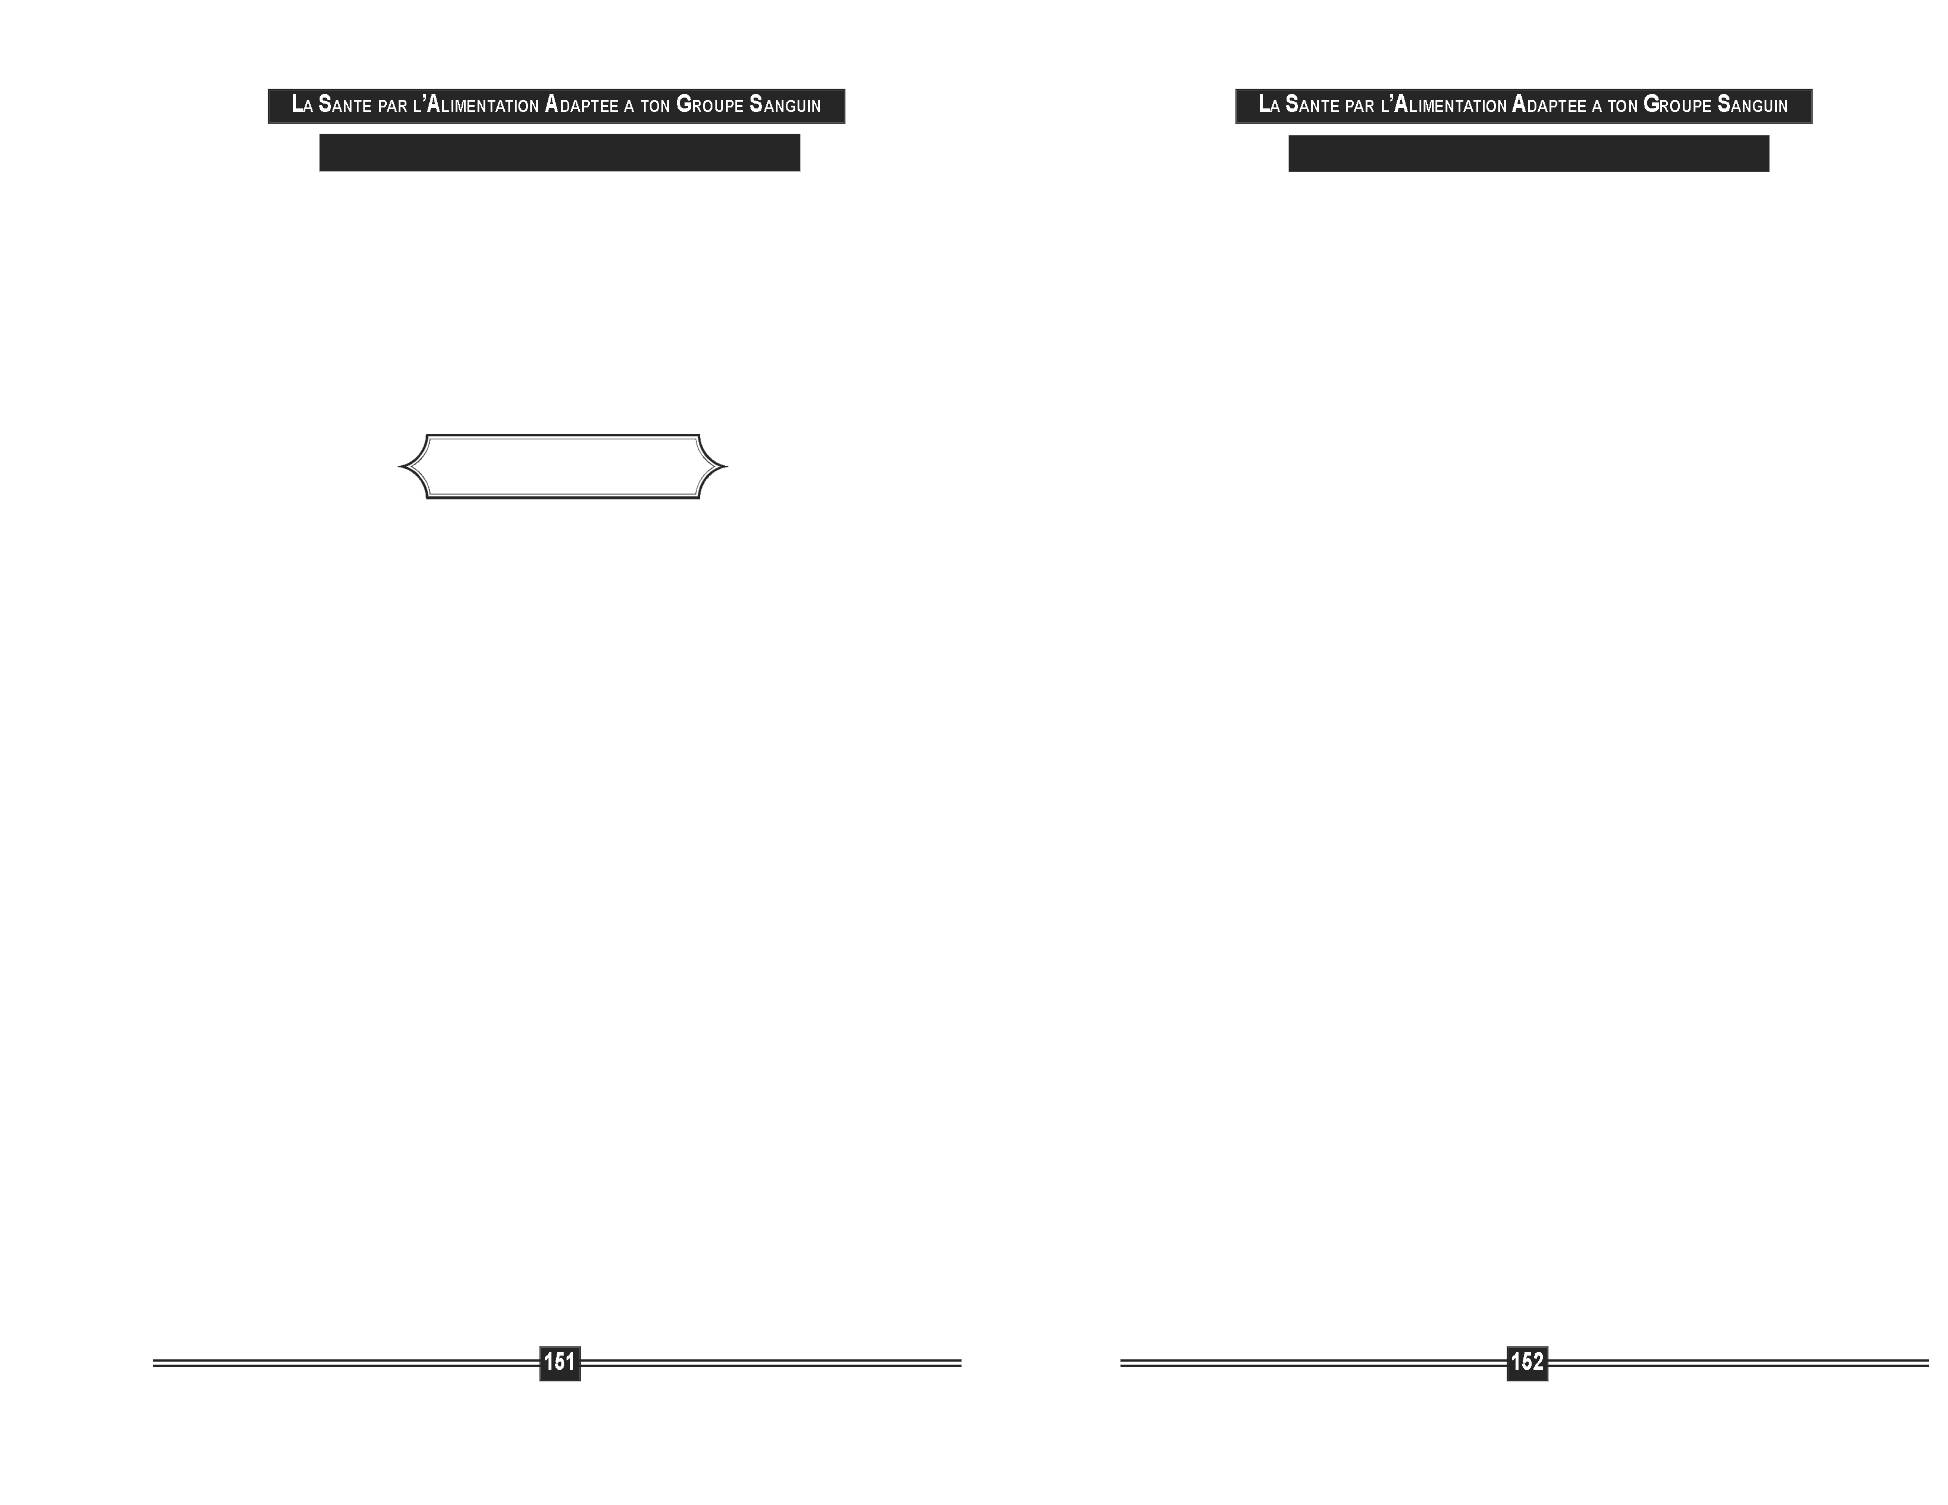 LA SANTE PAR L'ALIMENTATION ADAPTEE A TON GROUPE SANGUIN
151
LA SANTE PAR L'ALIMENTATION ADAPTEE A TON GROUPE SANGUIN
152